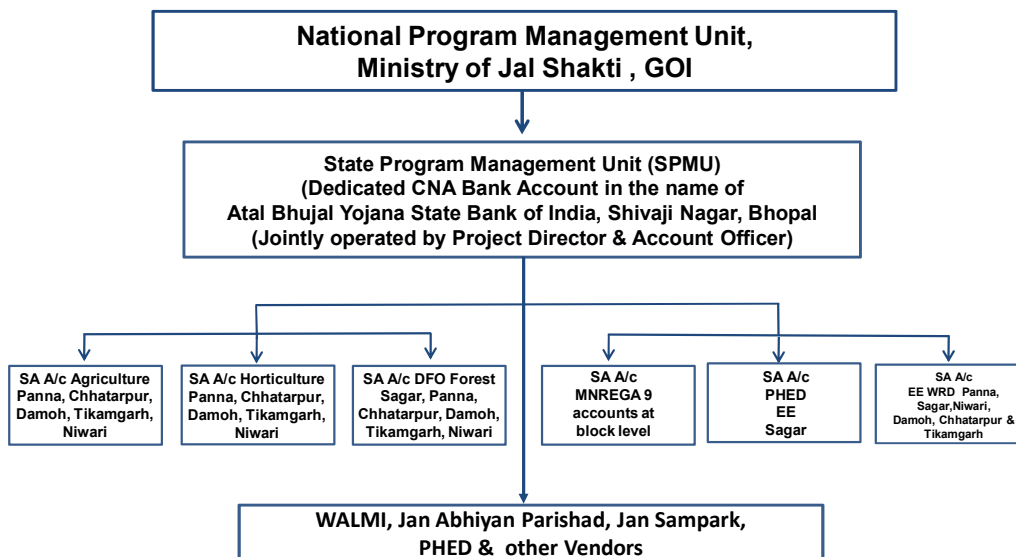 National Program Management Unit,
Ministry of Jal Shakti , GOI
State Program Management Unit (SPMU)
(Dedicated CNA Bank Account in the name of
Atal Bhujal Yojana State Bank of India, Shivaji Nagar, Bhopal
(Jointly operated by Project Director & Account Officer)
SA A/c Agriculture
Panna, Chhatarpur,
Damoh, Tikamgarh,
Niwari
SA A/c Horticulture
Panna, Chhatarpur,
Damoh, Tikamgarh,
Niwari
SA A/c DFO Forest
Sagar, Panna,
Chhatarpur, Damoh,
Tikamgarh, Niwari
SA A/c
MNREGA 9
accounts at
block level
SA A/c
PHED
EE
Sagar
SA A/c
EE WRD Panna,
Sagar,Niwari,
Damoh, Chhatarpur &
Tikamgarh
WALMI, Jan Abhiyan Parishad, Jan Sampark,
PHED & other Vendors